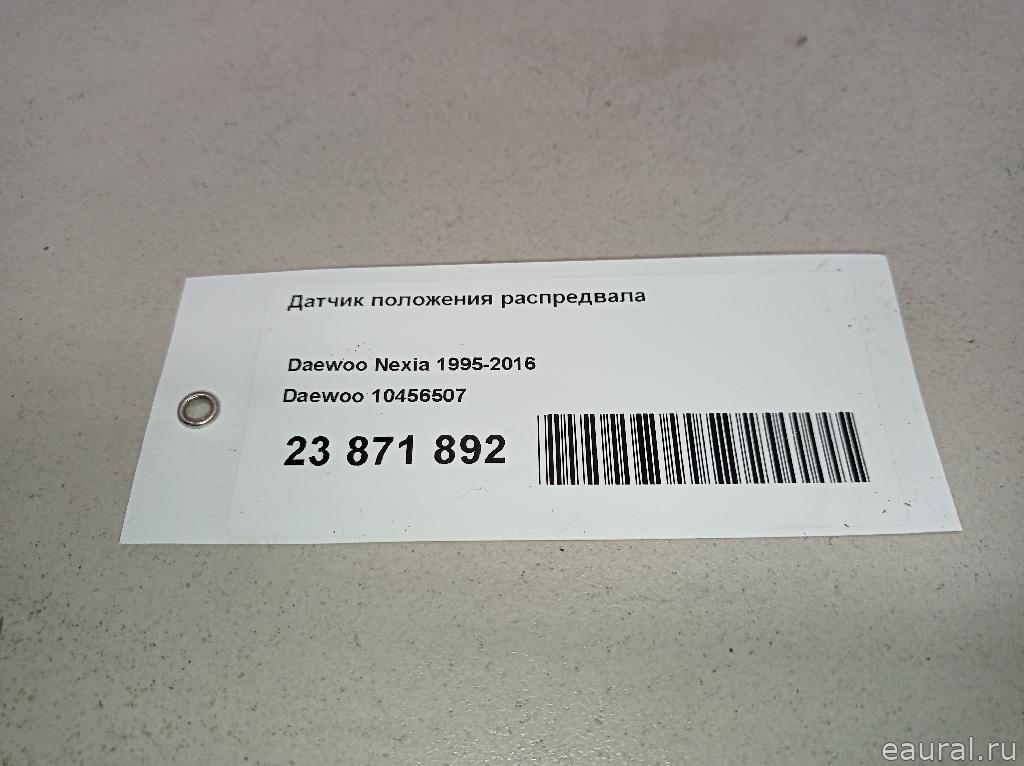 Датчик положения распредвала
Daewoo Nexia 1995-2016
Daewoo 10456507
23 871 892
eaural.ru